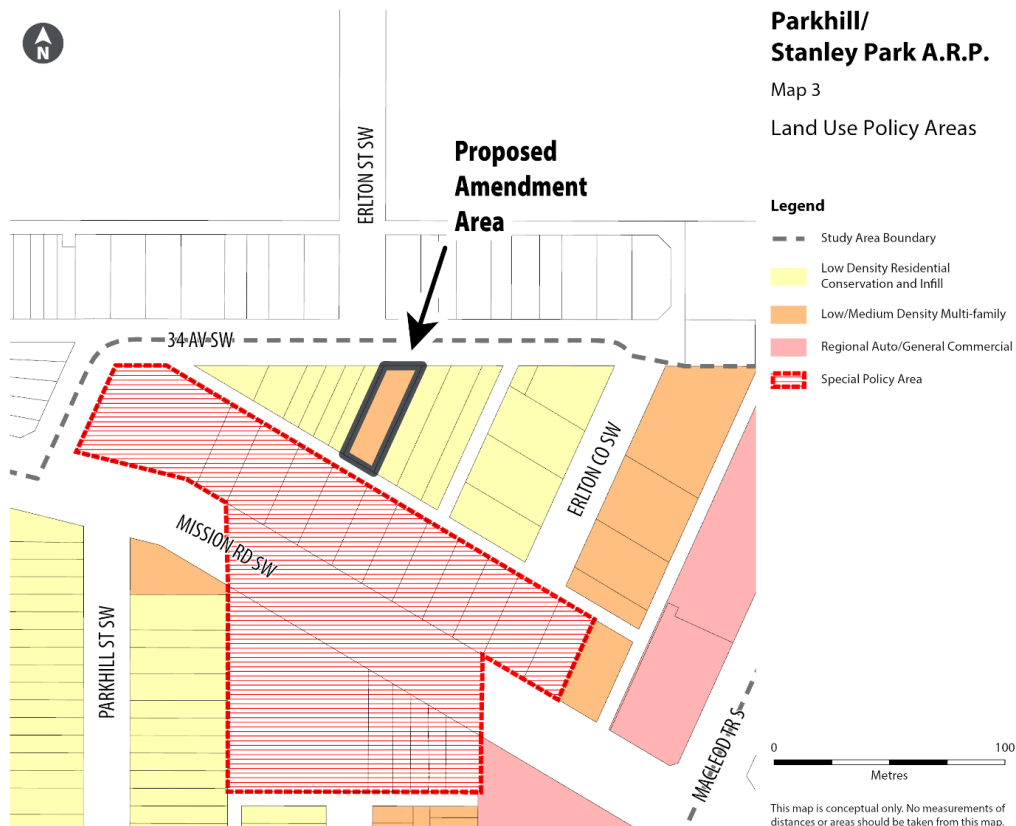 Parkhill/
Stanley Park A.R.P.
Map 3
Land Use Policy Areas
N
ERLTON ST SW
Proposed
Amendment
Area
Legend
Study Area Boundary
Low Density Residential
Conservation and Infill
Low/Medium Density Multi-family
Regional Auto/General Commercial
Special Policy Area
34 AV SW
ERLTON CO SW
MISSION RD SW
PARKHILL ST SW
MACLEOD TR S
0 100
Metres
This map is conceptual only. No measurements of
distances or areas should be taken from this map.